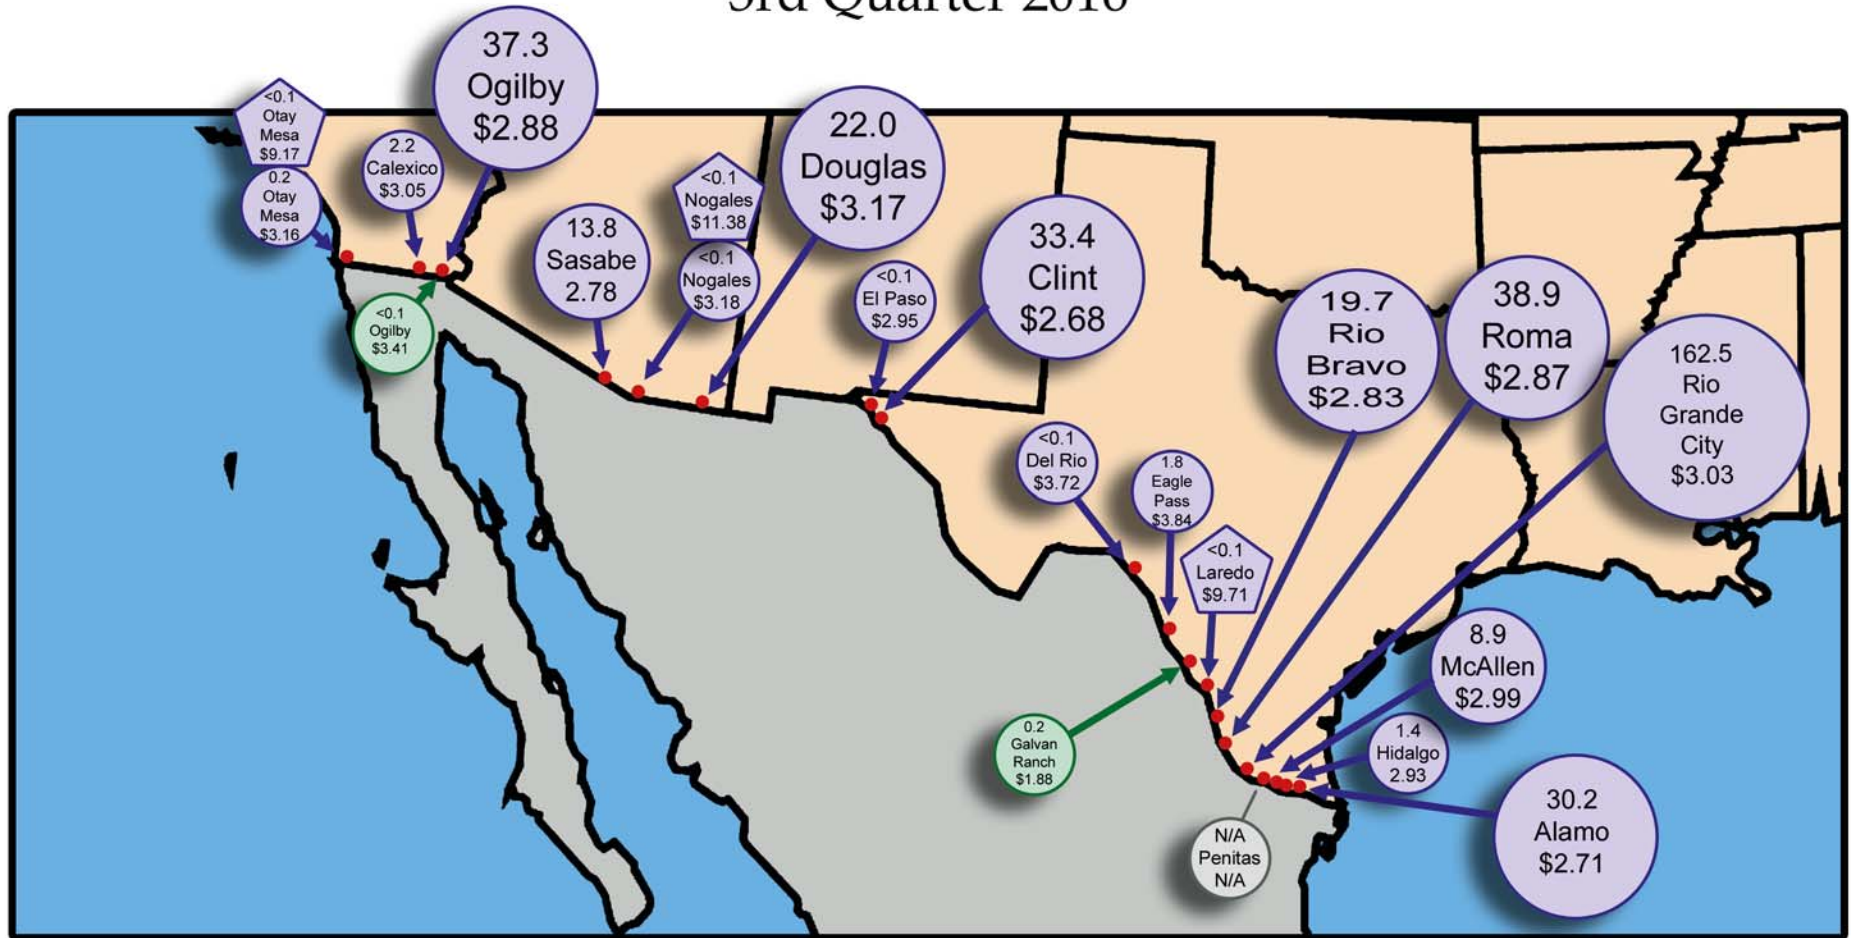 3rd Quarter 2016
37.3
Ogilby
$2.88
<0.1
Otay
Mesa
$9.17
0.2
Otay
Mesa
$3.16
2.2
Calexico
$3.05
<0.1
Ogilby
$3.41
13.8
Sasabe
2.78
<0.1
Nogales
$11.38
<0.1
Nogales
$3.18
22.0
Douglas
$3.17
<0.1
El Paso
$2.95
33.4
Clint
$2.68
<0.1
Del Rio
$3.72
1.8
Eagle
Pass
$3.84
<0.1
Laredo
$9.71
19.7
Rio
Bravo
$2.83
38.9
Roma
$2.87
162.5
Rio
Grande
City
$3.03
8.9
McAllen
$2.99
1.4
Hidalgo
2.93
30.2
Alamo
$2.71
0.2
Galvan
Ranch
$1.88
N/A
Penitas
N/A